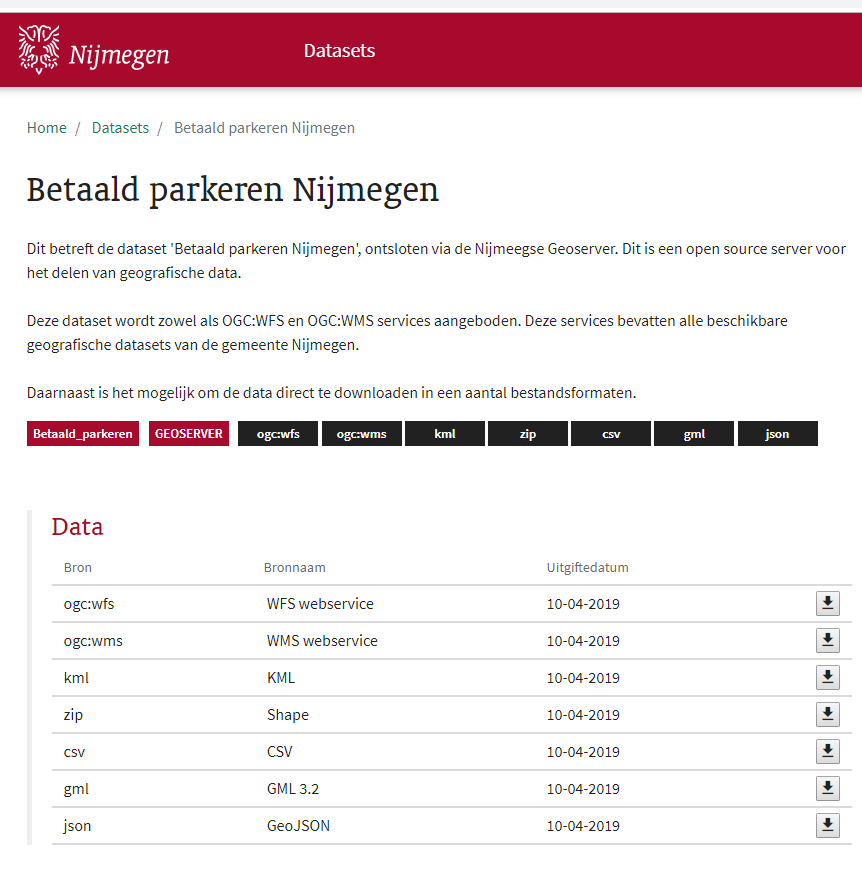 Nijmegen
Datasets
Home / Datasets / Betaald parkeren Nijmegen
Betaald parkeren Nijmegen
Dit betreft de dataset 'Betaald parkeren Nijmegen', ontsloten via de Nijmeegse Geoserver. Dit is een open source server voor
het delen van geografische data.
Deze dataset wordt zowel als OGC:WFS en OGC:WMS services aangeboden. Deze services bevatten alle beschikbare
geografische datasets van de gemeente Nijmegen.
Daarnaast is het mogelijk om de data direct te downloaden in een aantal bestandsformaten.
Betaald_parkeren GEOSERVER ogc:wfs ogc:wms kml zip csv gml json
Data
Bron Bronnaam Uitgiftedatum
ogc:wfs WFS webservice 10-04-2019
ogc:wms WMS webservice 10-04-2019
kml KML 10-04-2019
zip Shape 10-04-2019
csv CSV 10-04-2019
gml GML 3.2 10-04-2019
json GeoJSON 10-04-2019